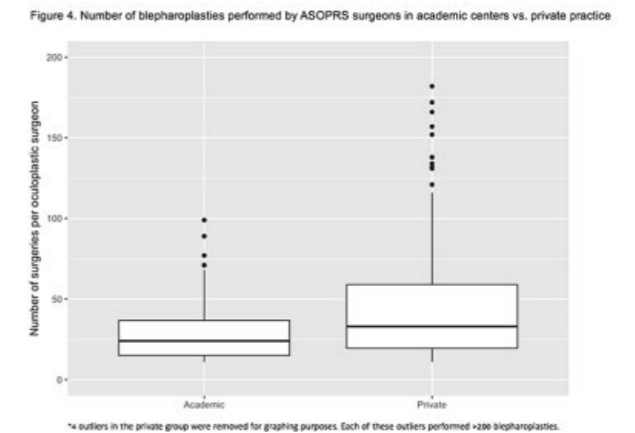 Figure 4. Number of blepharoplasties performed by ASOPRS surgeons in academic centers vs. private practice
Number of surgeries per oculoplastic surgeon
200
150
100
50
0
Academic
Private
*4 outliers in the private group were removed for graphing purposes. Each of these outliers performed >200 blepharoplasties.